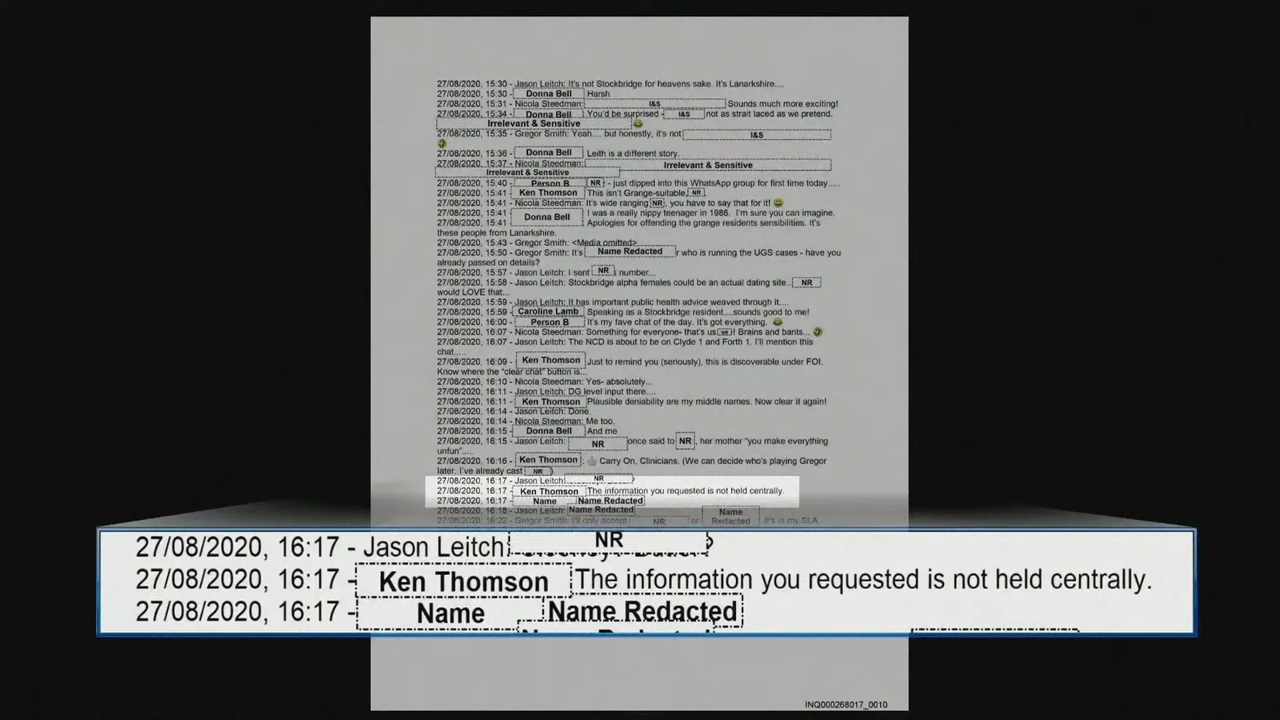 27/08/2020, 15:30 - Jason Leitch: It's not Stockbridge for heavens sake. It's Lanarkshire....
27/08/2020, 15:30 - Donna Bell Harsh
27/08/2020, 15:31 - Nicola Steedman: I&S Sounds much more exciting!
27/08/2020, 15:34 - Donna Bell You'd be surprised - I&S not as strait laced as we pretend.
Irrelevant & Sensitive 😂
27/08/2020, 15:35 - Gregor Smith: Yeah.... but honestly, it's not I&S
🤣
27/08/2020, 15:36 - Donna Bell Leith is a different story.
27/08/2020, 15:37 - Nicola Steedman: Irrelevant & Sensitive
Irrelevant & Sensitive
27/08/2020, 15:40 - Person B NR - just dipped into this WhatsApp group for first time today.....
27/08/2020, 15:41 - Ken Thomson This isn't Grange-suitable, NR
27/08/2020, 15:41 - Nicola Steedman: It's wide ranging NR, you have to say that for it! 😄
27/08/2020, 15:41 - Donna Bell I was a really nippy teenager in 1986. I'm sure you can imagine.
27/08/2020, 15:41 - Apologies for offending the grange residents sensibilities. It's
these people from Lanarkshire.
27/08/2020, 15:43 - Gregor Smith: <Media omitted>
27/08/2020, 15:50 - Gregor Smith: It's Name Redacted r who is running the UGS cases - have you
already passed on details?
27/08/2020, 15:57 - Jason Leitch: I sent NR s number...
27/08/2020, 15:58 - Jason Leitch: Stockbridge alpha females could be an actual dating site.. NR
would LOVE that...
27/08/2020, 15:59 - Jason Leitch: It has important public health advice weaved through it....
27/08/2020, 15:59 - Caroline Lamb Speaking as a Stockbridge resident....sounds good to me!
27/08/2020, 16:00 - Person B It's my fave chat of the day. It's got everything. 😂
27/08/2020, 16:07 - Nicola Steedman: Something for everyone- that's us NR! Brains and bants... 🤣
27/08/2020, 16:07 - Jason Leitch: The NCD is about to be on Clyde 1 and Forth 1. I'll mention this
chat.....
27/08/2020, 16:09 - Ken Thomson Just to remind you (seriously), this is discoverable under FOI.
Know where the "clear chat" button is...
27/08/2020, 16:10 - Nicola Steedman: Yes- absolutely...
27/08/2020, 16:11 - Jason Leitch: DG level input there....
27/08/2020, 16:11 - Ken Thomson Plausible deniability are my middle names. Now clear it again!
27/08/2020, 16:14 - Jason Leitch: Done.
27/08/2020, 16:14 - Nicola Steedman: Me too.
27/08/2020, 16:15 - Donna Bell And me
27/08/2020, 16:15 - Jason Leitch: NR once said to NR, her mother "you make everything
unfun"....
27/08/2020, 16:16 - Ken Thomson: 👍 Carry On, Clinicians. (We can decide who's playing Gregor
later. I've already cast NR)
27/08/2020, 16:17 - Jason Leitch: NR
27/08/2020, 16:17 - Ken Thomson The information you requested is not held centrally.
27/08/2020, 16:17 - Name Name Redacted
27/08/2020, 16:18 - Jason Leitch: Name Redacted
27/08/2020, 16:22 - Gregor Smith: I'll only accept NR or Name Redacted It's in my SLA.
27/08/2020, 16:17 - Jason Leitch: NR
27/08/2020, 16:17 - Ken Thomson The information you requested is not held centrally.
27/08/2020, 16:17 - Name Name Redacted
INQ000268017_0010